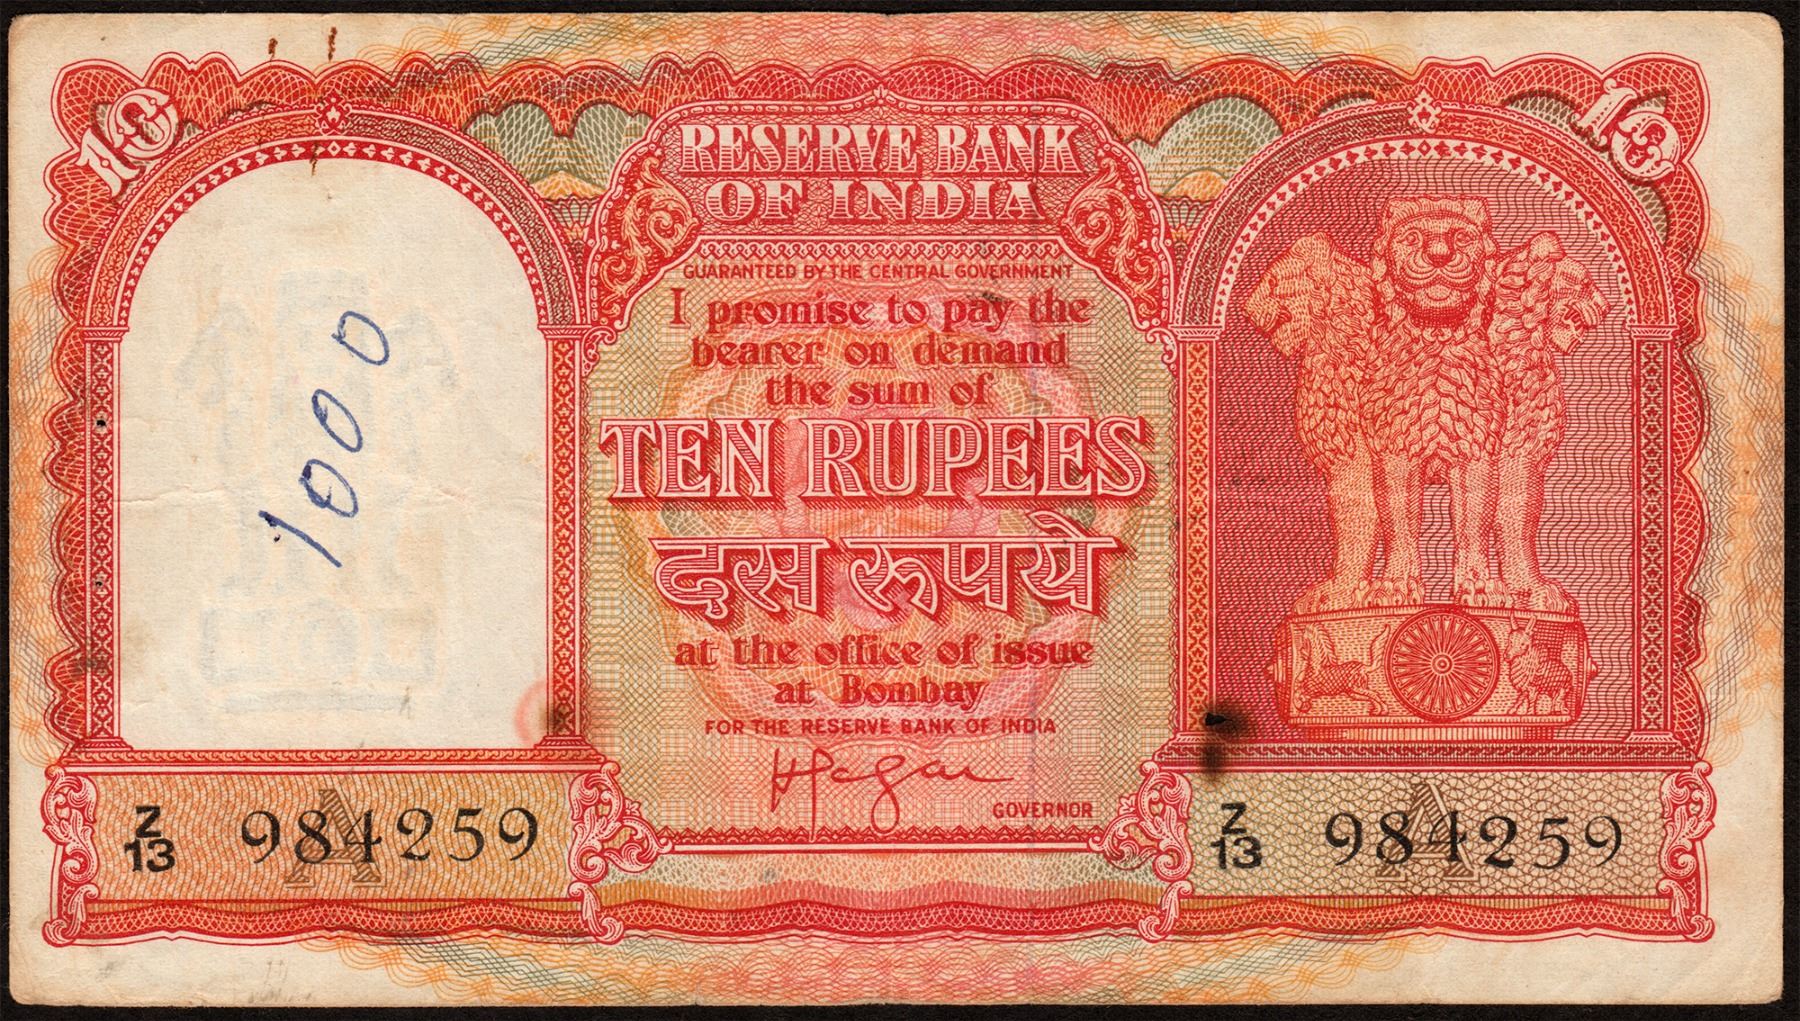 10
10
RESERVE BANK
OF INDIA
GUARANTEED BY THE CENTRAL GOVERNMENT
I promise to pay the
bearer on demand
the sum of
TEN RUPEES
दस रूपये
at the office of issue
at Bombay
FOR THE RESERVE BANK OF INDIA
GOVERNOR
1000
Z/13 984259
A
Z/13 984259
A